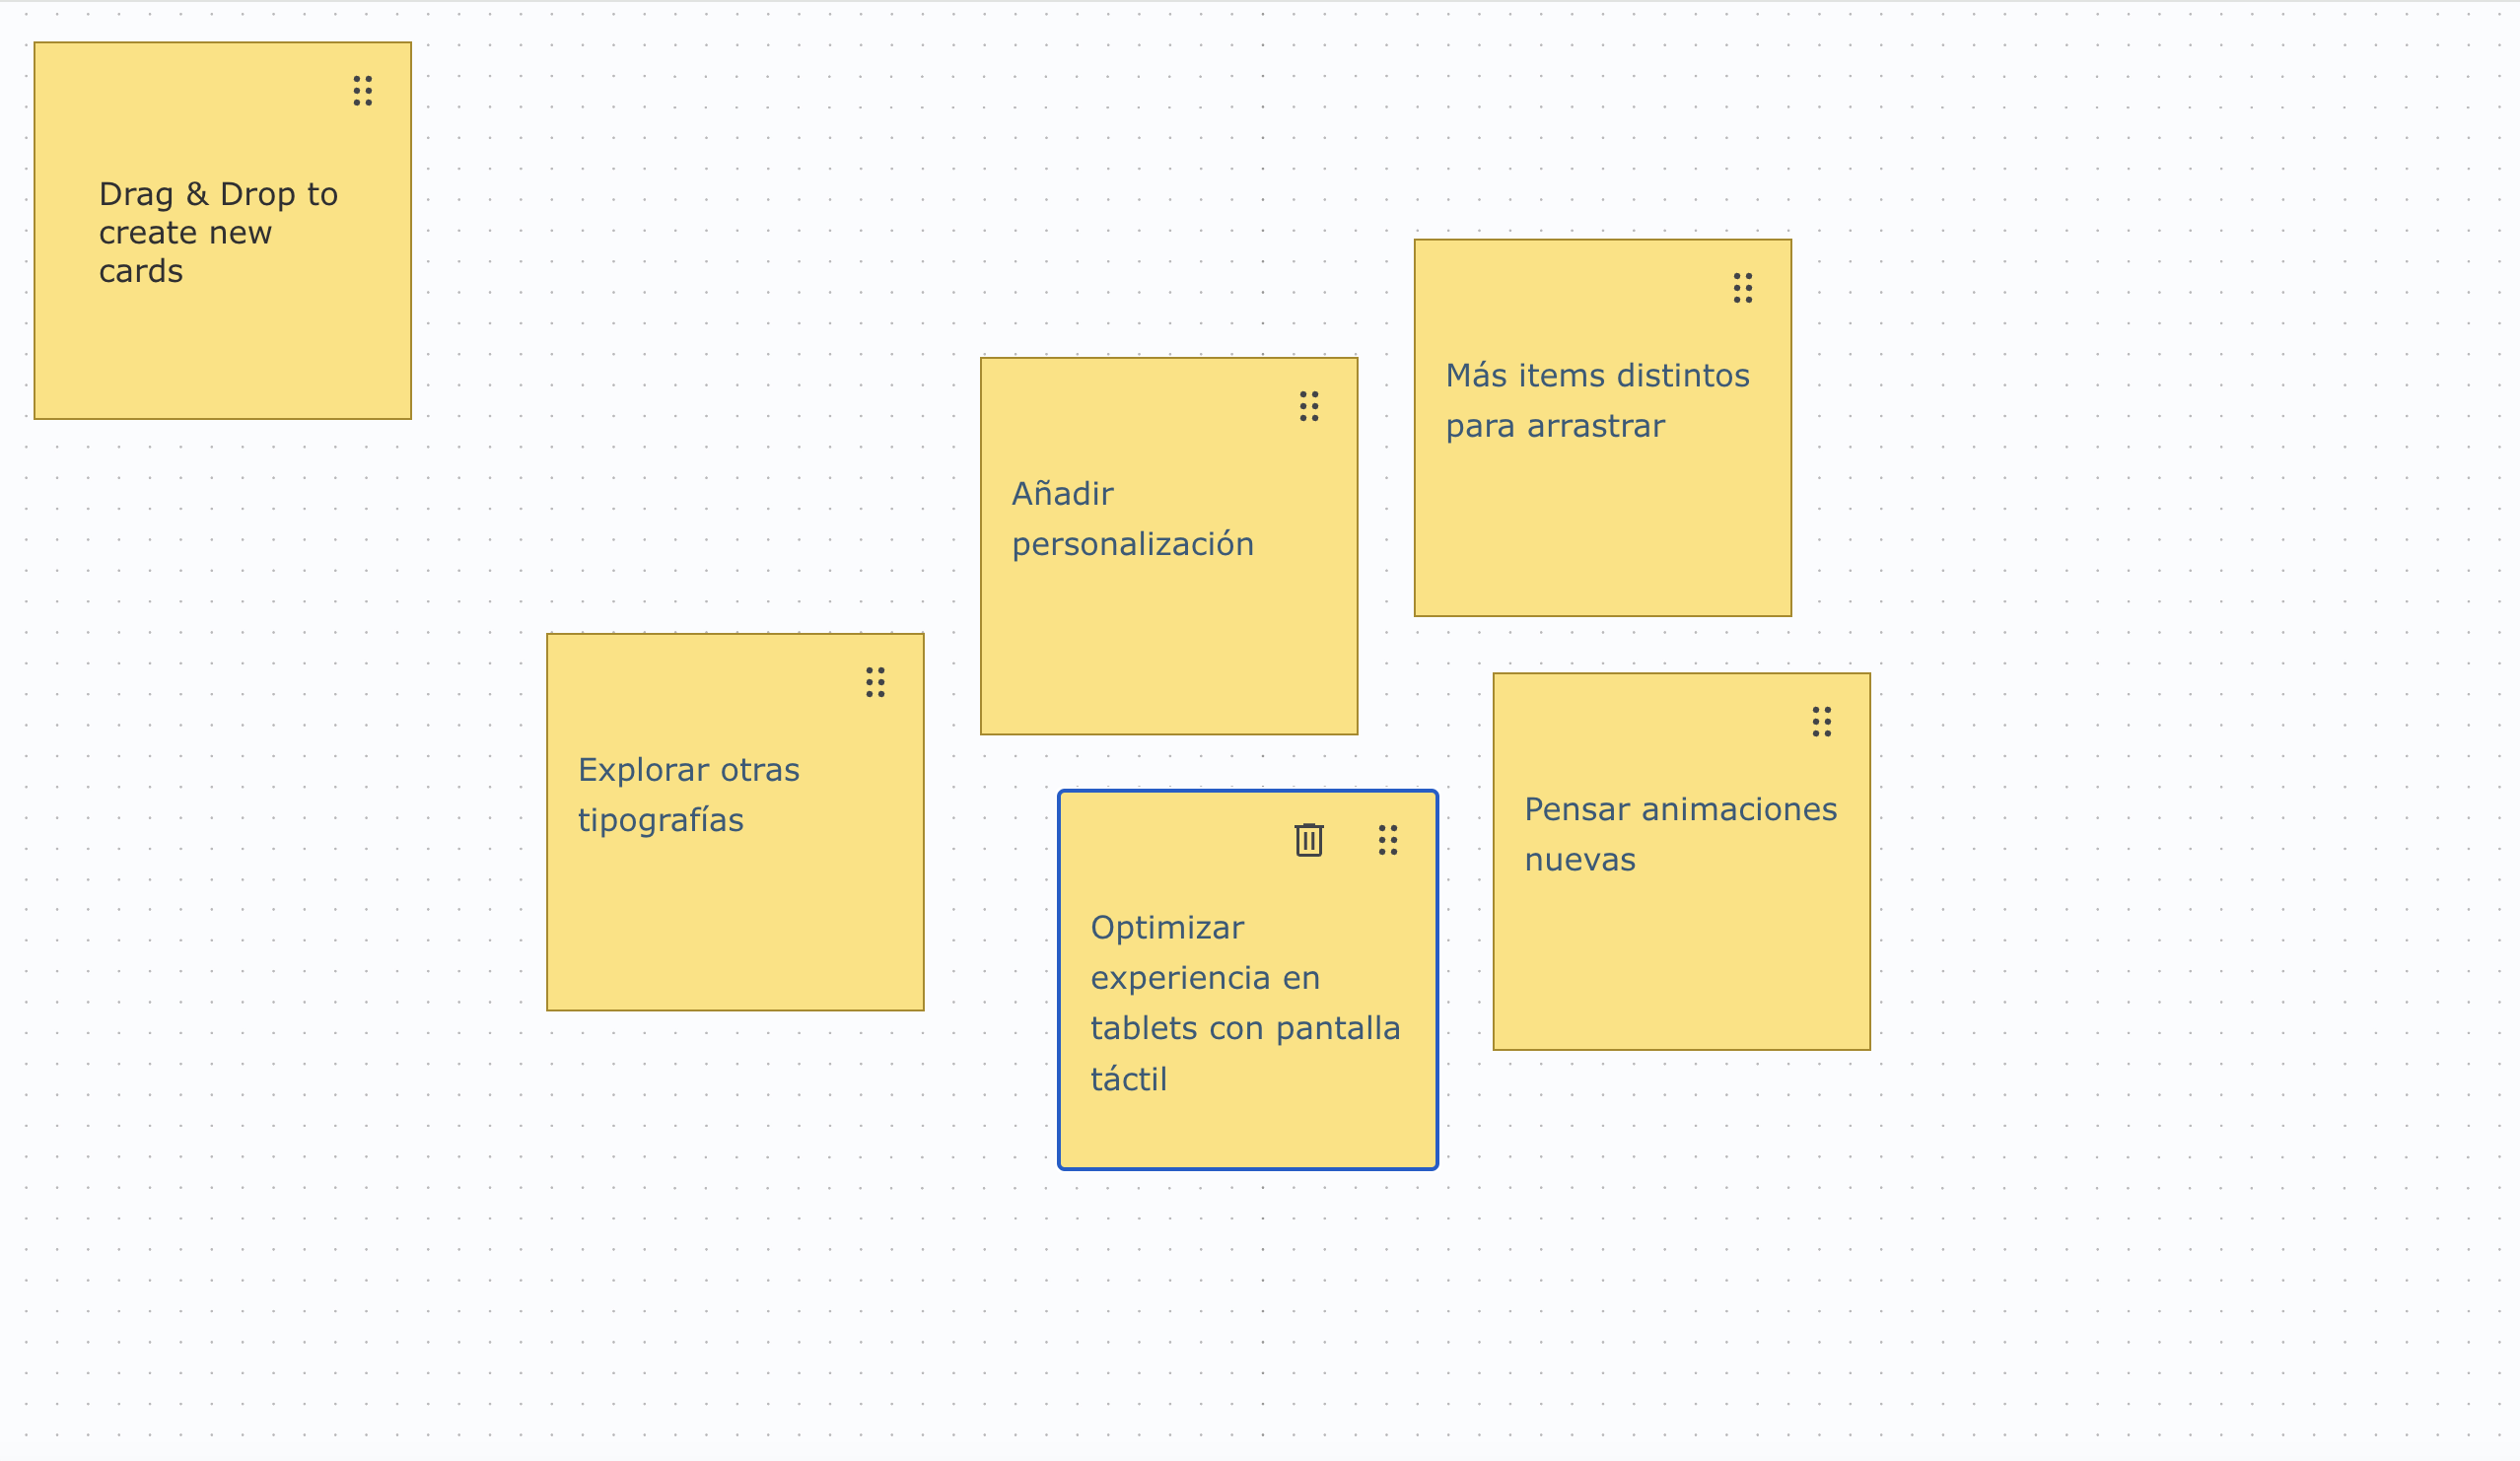 Drag & Drop to
create new
cards
Más items distintos
para arrastrar
Añadir
personalización
Explorar otras
tipografías
Pensar animaciones
nuevas
Optimizar
experiencia en
tablets con pantalla
táctil